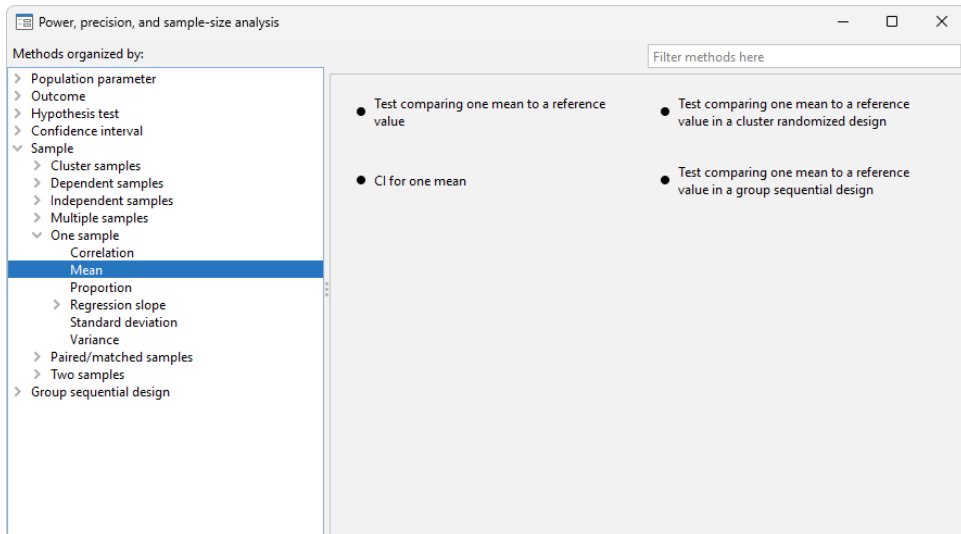 Power, precision, and sample-size analysis
Methods organized by:
Filter methods here
Population parameter
Outcome
Hypothesis test
Confidence interval
Sample
Cluster samples
Dependent samples
Independent samples
Multiple samples
One sample
Correlation
Mean
Proportion
Regression slope
Standard deviation
Variance
Paired/matched samples
Two samples
Group sequential design
Test comparing one mean to a reference
value
Test comparing one mean to a reference
value in a cluster randomized design
CI for one mean
Test comparing one mean to a reference
value in a group sequential design